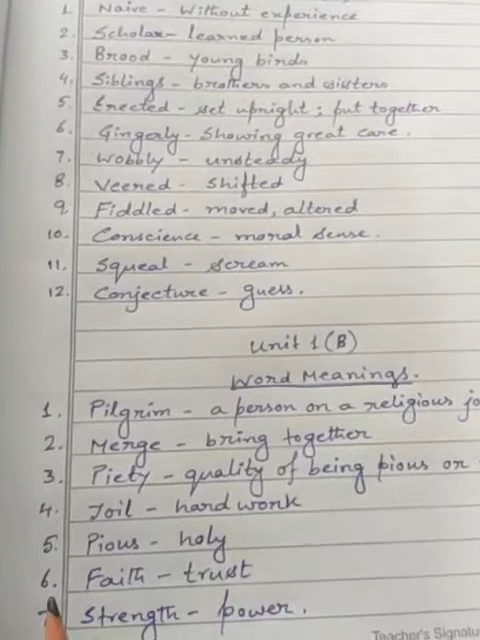 1. Naive - Without experience
2. Scholar - learned person
3. Brood - young birds
4. Siblings - brothers and sisters
5. Erected - set upright ; put together
6. Gingerly - Showing great care.
7. Wobbly - unsteady
8. Veered - shifted
9. Fiddled - moved, altered
10. Conscience - moral sense.
11. Squeal - scream
12. Conjecture - guess.
Unit 1 (B)
Word Meanings.
1. Pilgrim - a person on a religious jo
2. Merge - bring together
3. Piety - quality of being pious or
4. Toil - hard work
5. Pious - holy
6. Faith - trust
Strength - power.
Teacher's Signatu